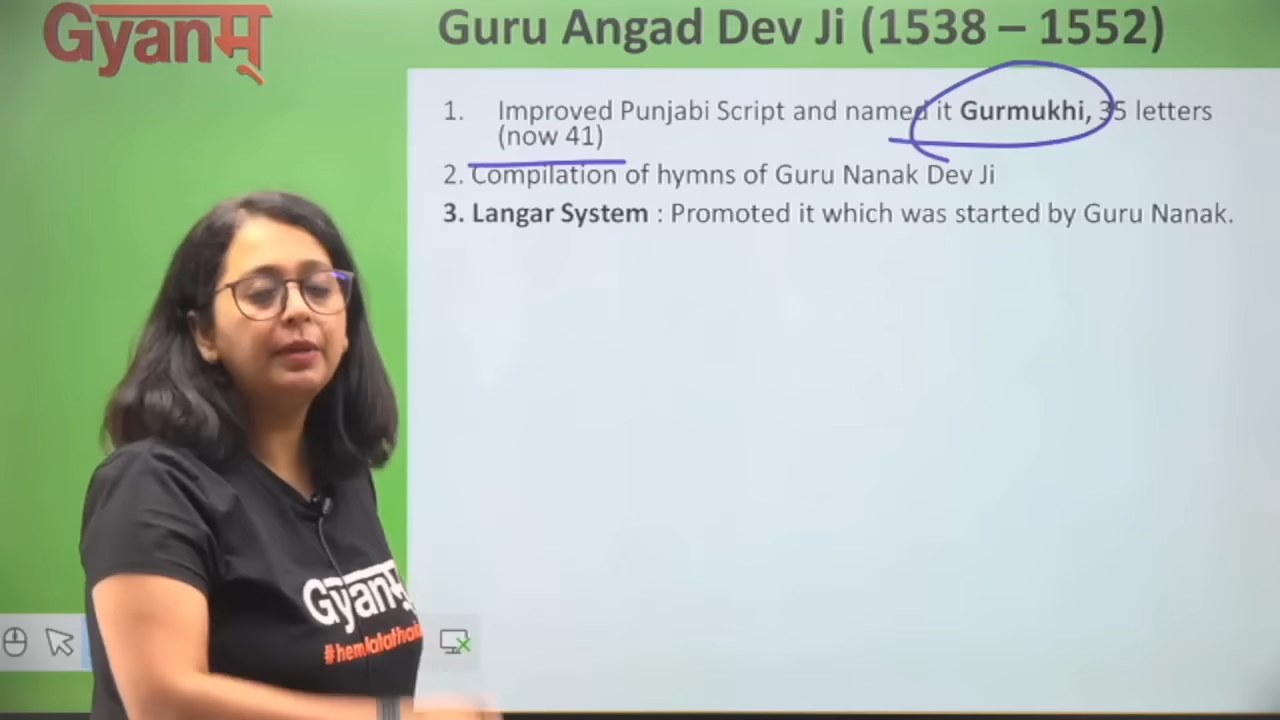 Gyanम्
Guru Angad Dev Ji (1538 – 1552)
1. Improved Punjabi Script and named it Gurmukhi, 35 letters
(now 41)
2. Compilation of hymns of Guru Nanak Dev Ji
3. Langar System : Promoted it which was started by Guru Nanak.
Gyanम्